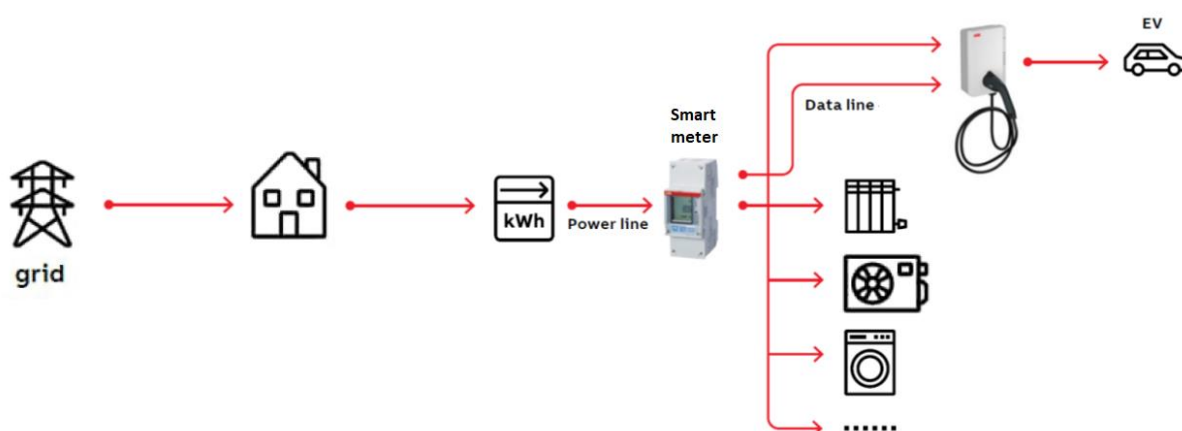 EV
Data line
Smart
meter
kWh
Power line
grid
......